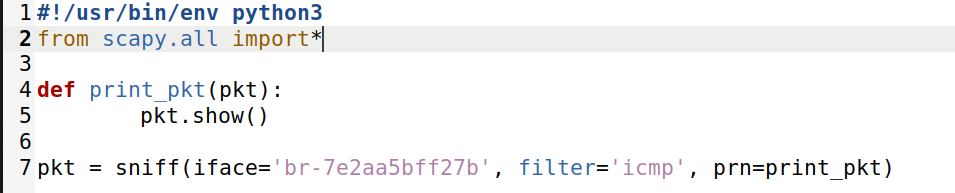 1 #!/usr/bin/env python3
2 from scapy.all import*
3
4 def print_pkt(pkt):
5         pkt.show()
6
7 pkt = sniff(iface='br-7e2aa5bff27b', filter='icmp', prn=print_pkt)